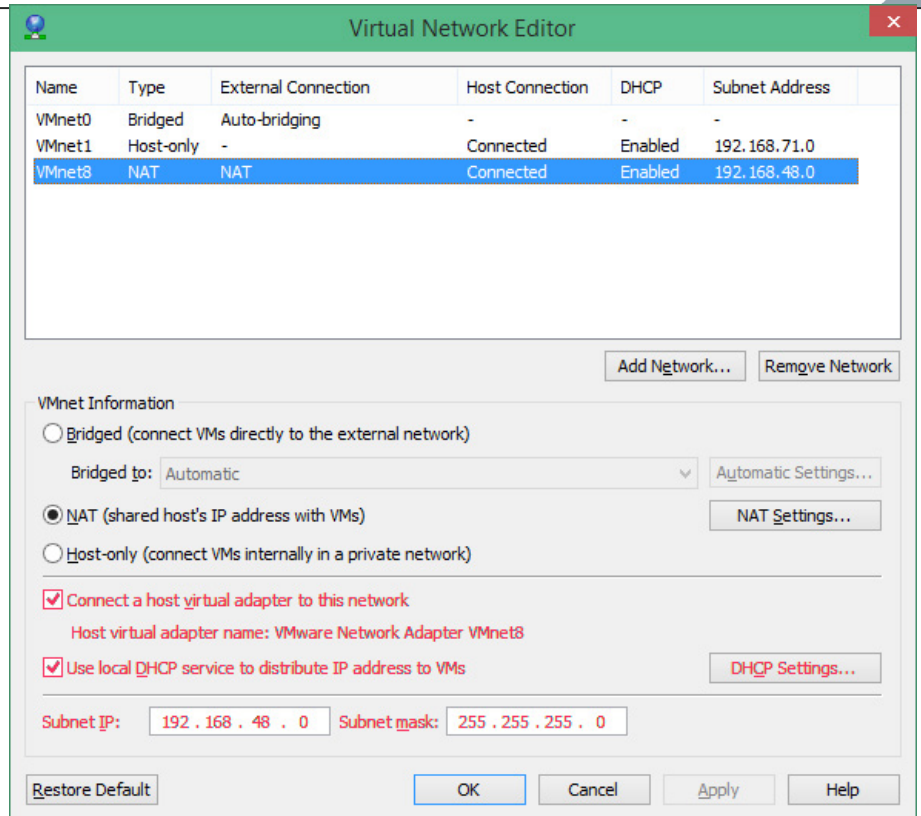 Virtual Network Editor
Name Type External Connection Host Connection DHCP Subnet Address
VMnet0 Bridged Auto-bridging - - -
VMnet1 Host-only - Connected Enabled 192.168.71.0
VMnet8 NAT NAT Connected Enabled 192.168.48.0
Add Network... Remove Network
VMnet Information
Bridged (connect VMs directly to the external network)
Bridged to: Automatic Automatic Settings...
NAT (shared host's IP address with VMs) NAT Settings...
Host-only (connect VMs internally in a private network)
Connect a host virtual adapter to this network
Host virtual adapter name: VMware Network Adapter VMnet8
Use local DHCP service to distribute IP address to VMs DHCP Settings...
Subnet IP: 192 . 168 . 48 . 0 Subnet mask: 255 . 255 . 255 . 0
Restore Default OK Cancel Apply Help